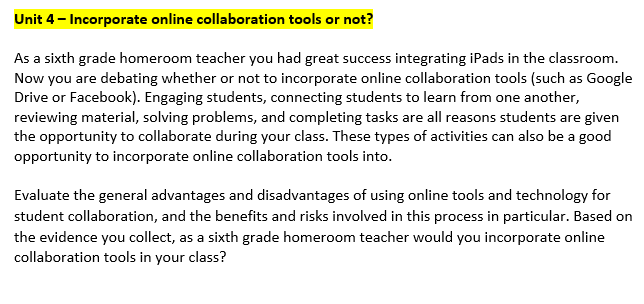 Unit 4 – Incorporate online collaboration tools or not?
As a sixth grade homeroom teacher you had great success integrating iPads in the classroom.
Now you are debating whether or not to incorporate online collaboration tools (such as Google
Drive or Facebook). Engaging students, connecting students to learn from one another,
reviewing material, solving problems, and completing tasks are all reasons students are given
the opportunity to collaborate during your class. These types of activities can also be a good
opportunity to incorporate online collaboration tools into.
Evaluate the general advantages and disadvantages of using online tools and technology for
student collaboration, and the benefits and risks involved in this process in particular. Based on
the evidence you collect, as a sixth grade homeroom teacher would you incorporate online
collaboration tools in your class?